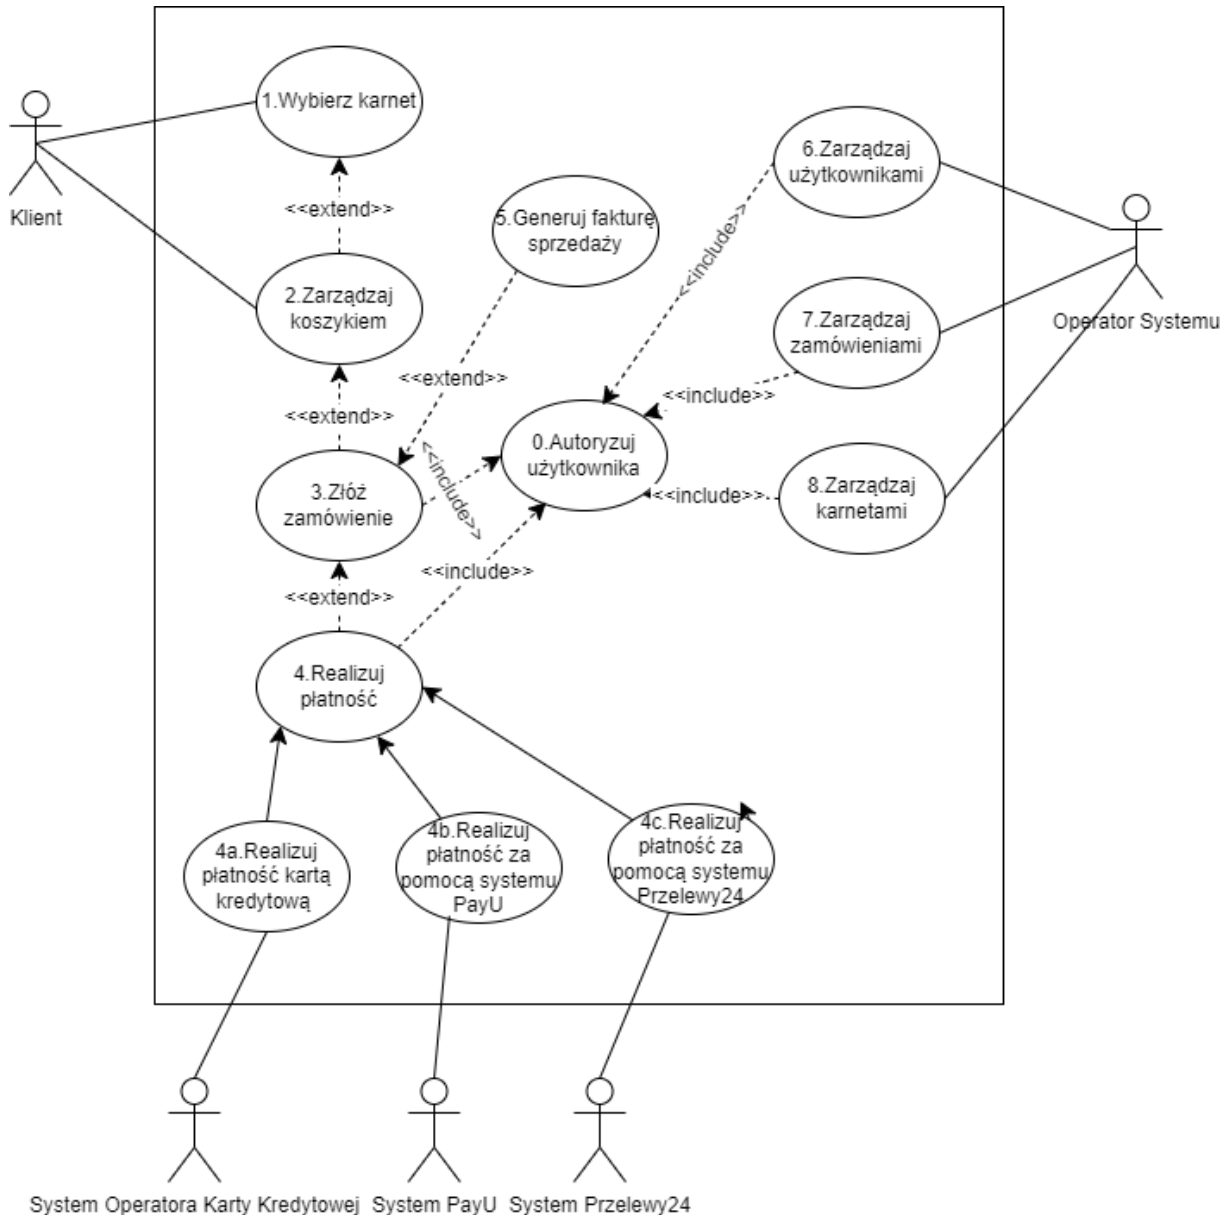 1.Wybierz karnet
Klient
<<extend>>
2.Zarządzaj
koszykiem
<<extend>>
3.Złóż
zamówienie
<<extend>>
4.Realizuj
płatność
5.Generuj fakturę
sprzedaży
<<extend>>
<<include>>
<<include>>
0.Autoryzuj
użytkownika
<<include>>
<<include>>
<<include>>
6.Zarządzaj
użytkownikami
7.Zarządzaj
zamówieniami
8.Zarządzaj
karnetami
Operator Systemu
4a.Realizuj
płatność kartą
kredytową
4b.Realizuj
płatność za
pomocą systemu
PayU
4c.Realizuj
płatność za
pomocą systemu
Przelewy24
System Operatora Karty Kredytowej
System PayU
System Przelewy24